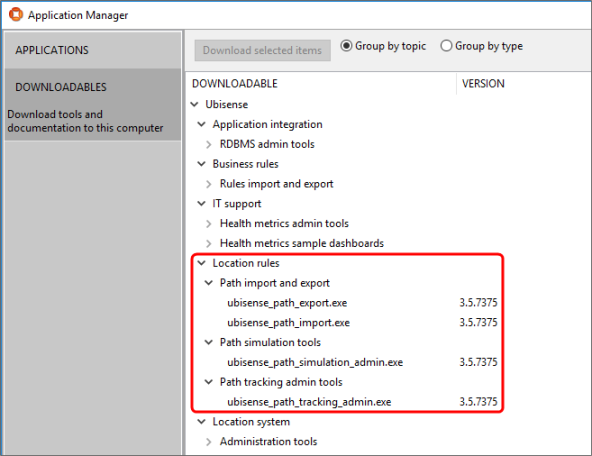 Application Manager
APPLICATIONS
DOWNLOADABLES
Download tools and
documentation to this computer
Download selected items
Group by topic
Group by type
DOWNLOADABLE VERSION
Ubisense
Application integration
RDBMS admin tools
Business rules
Rules import and export
IT support
Health metrics admin tools
Health metrics sample dashboards
Location rules
Path import and export
ubisense_path_export.exe 3.5.7375
ubisense_path_import.exe 3.5.7375
Path simulation tools
ubisense_path_simulation_admin.exe 3.5.7375
Path tracking admin tools
ubisense_path_tracking_admin.exe 3.5.7375
Location system
Administration tools